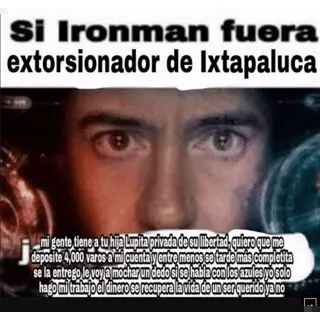 Si Ironman fuera
extorsionador de Ixtapaluca
j
mi gente tiene a tu hija Lupita privada de su libertad, quiero que me
deposite 4,000 varos a mi cuenta y entre menos se tarde más completita
se la entrego le voy a mochar un dedo si se habla con los azules yo solo
hago mi trabajo el dinero se recupera la vida de un ser querido ya no